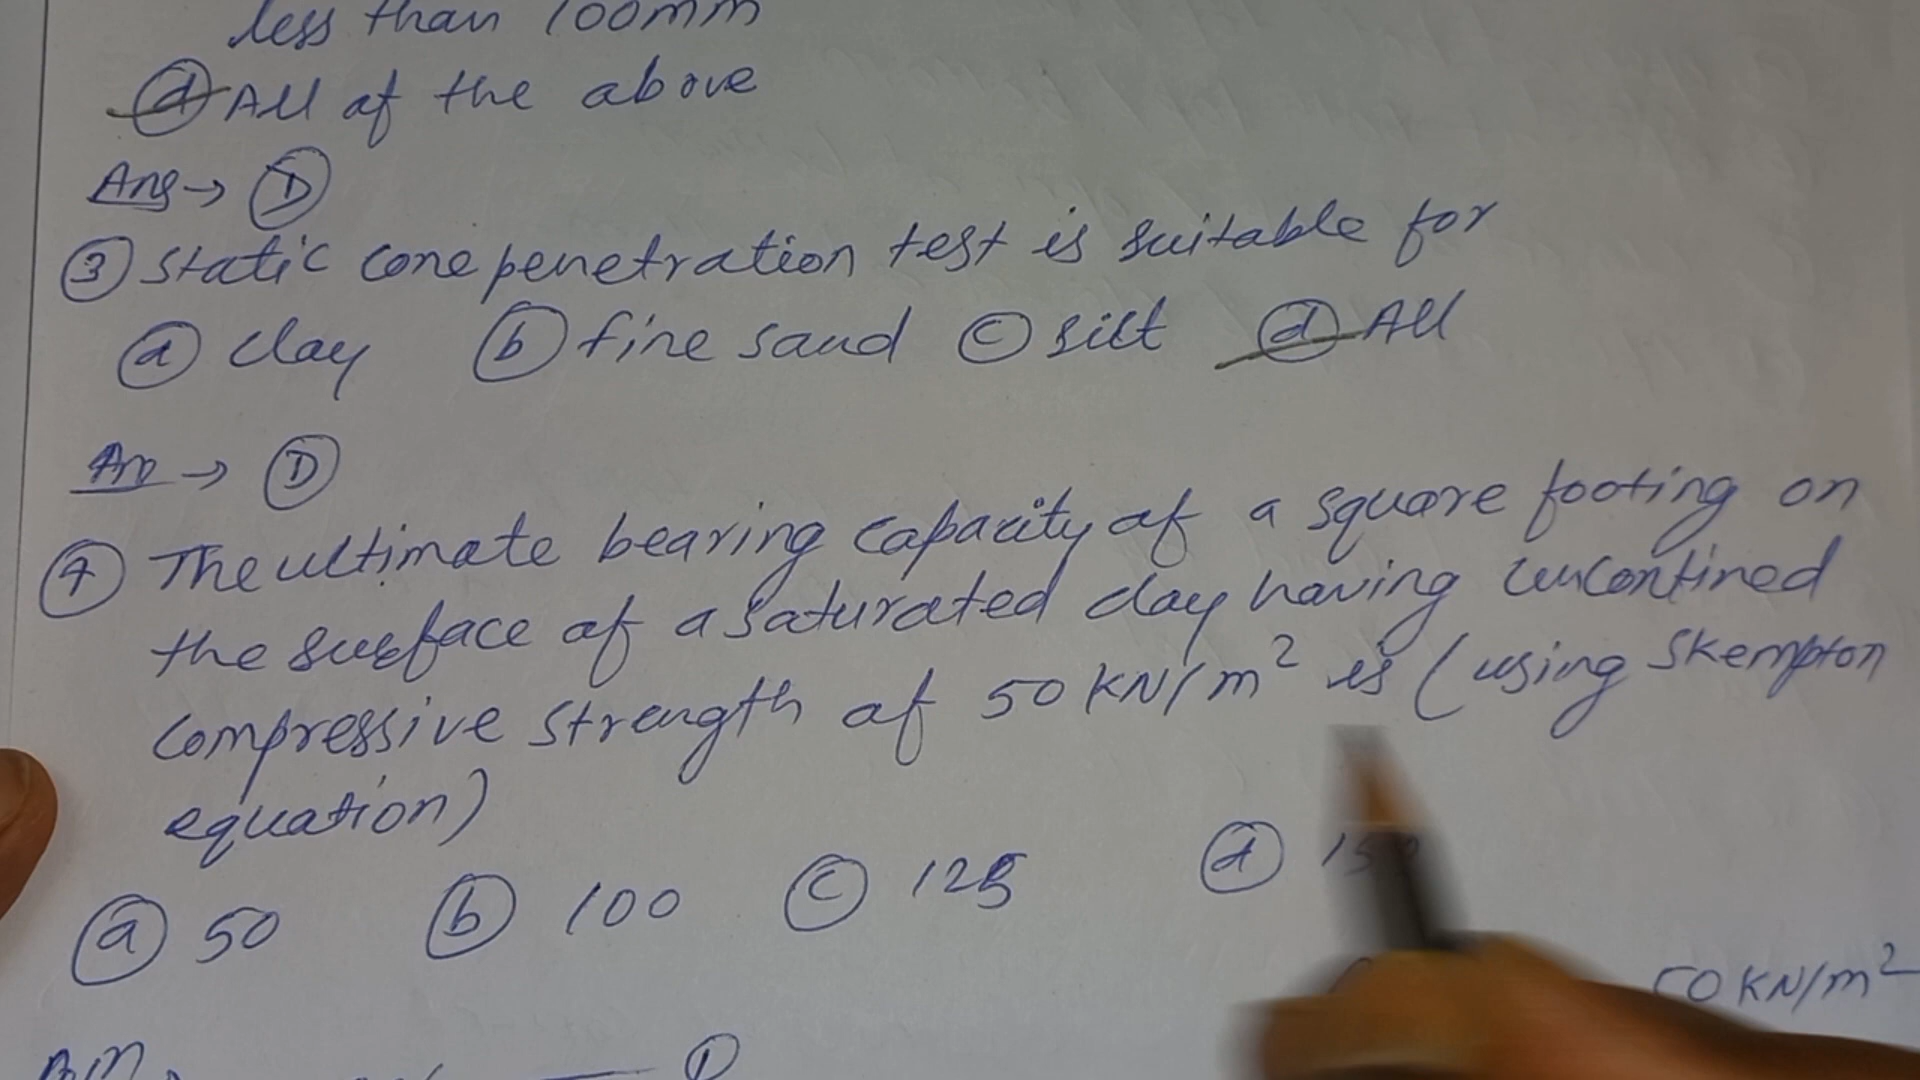 less than 100mm
d All of the above
Ans → D
3 Static cone penetration test is suitable for
a clay b fine sand c silt d All
An → D
4 The ultimate bearing capacity of a square footing on
the surface of a saturated clay having unconfined
compressive strength of 50 KN/m² is (using Skempton
equation)
a 50 b 100 c 125 d
50 KN/m²
D